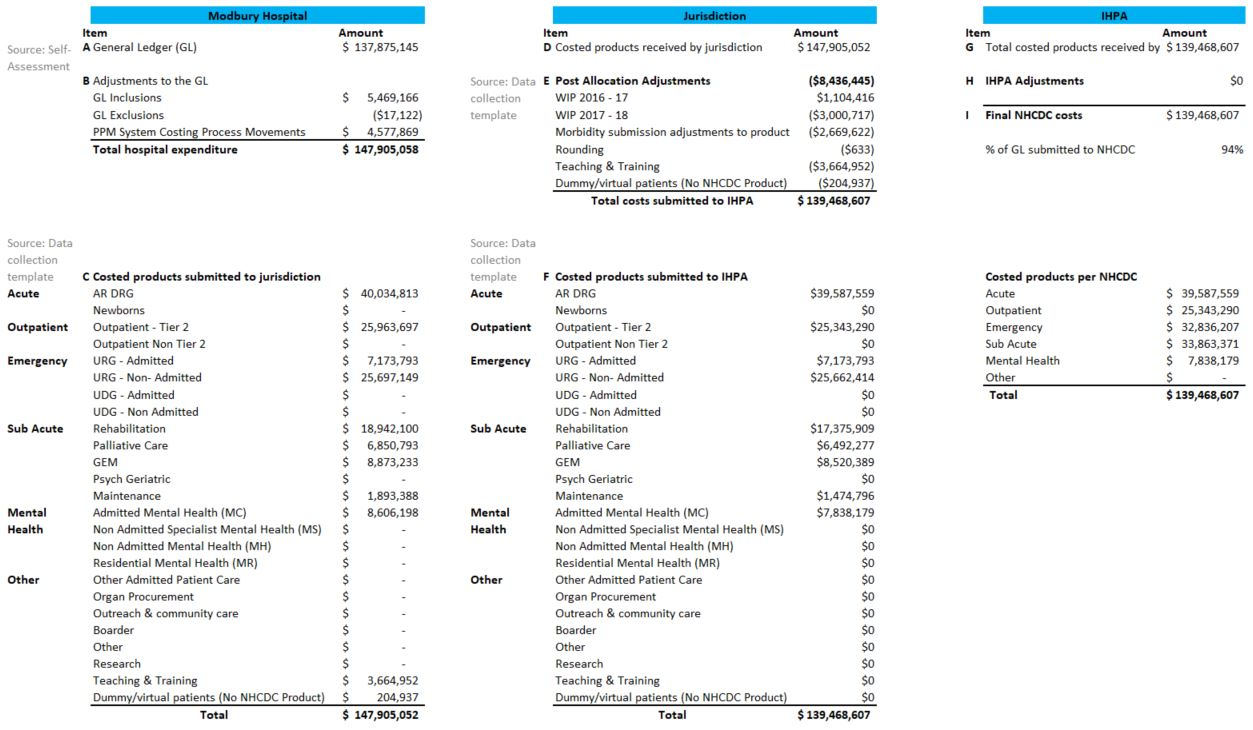 Modbury Hospital
Item Amount
Source: Self-Assessment
A General Ledger (GL) $ 137,875,145
B Adjustments to the GL
GL Inclusions $ 5,469,166
GL Exclusions ($17,122)
PPM System Costing Process Movements $ 4,577,869
Total hospital expenditure $ 147,905,058
Source: Data
collection
template C Costed products submitted to jurisdiction
Acute AR DRG $ 40,034,813
Newborns $ -
Outpatient Outpatient - Tier 2 $ 25,963,697
Outpatient Non Tier 2 $ -
Emergency URG - Admitted $ 7,173,793
URG - Non- Admitted $ 25,697,149
UDG - Admitted $ -
UDG - Non Admitted $ -
Sub Acute Rehabilitation $ 18,942,100
Palliative Care $ 6,850,793
GEM $ 8,873,233
Psych Geriatric $ -
Maintenance $ 1,893,388
Mental Admitted Mental Health (MC) $ 8,606,198
Health Non Admitted Specialist Mental Health (MS) $ -
Non Admitted Mental Health (MH) $ -
Residential Mental Health (MR) $ -
Other Other Admitted Patient Care $ -
Organ Procurement $ -
Outreach & community care $ -
Boarder $ -
Other $ -
Research $ -
Teaching & Training $ 3,664,952
Dummy/virtual patients (No NHCDC Product) $ 204,937
Total $ 147,905,052
Jurisdiction
Item Amount
D Costed products received by jurisdiction $ 147,905,052
Source: Data E Post Allocation Adjustments ($8,436,445)
collection WIP 2016 - 17 $1,104,416
template WIP 2017 - 18 ($3,000,717)
Morbidity submission adjustments to product ($2,669,622)
Rounding ($633)
Teaching & Training ($3,664,952)
Dummy/virtual patients (No NHCDC Product) ($204,937)
Total costs submitted to IHPA $ 139,468,607
Source: Data
collection
template F Costed products submitted to IHPA
Acute AR DRG $39,587,559
Newborns $0
Outpatient Outpatient - Tier 2 $25,343,290
Outpatient Non Tier 2 $0
Emergency URG - Admitted $7,173,793
URG - Non- Admitted $25,662,414
UDG - Admitted $0
UDG - Non Admitted $0
Sub Acute Rehabilitation $17,375,909
Palliative Care $6,492,277
GEM $8,520,389
Psych Geriatric $0
Maintenance $1,474,796
Mental Admitted Mental Health (MC) $7,838,179
Health Non Admitted Specialist Mental Health (MS) $0
Non Admitted Mental Health (MH) $0
Residential Mental Health (MR) $0
Other Other Admitted Patient Care $0
Organ Procurement $0
Outreach & community care $0
Boarder $0
Other $0
Research $0
Teaching & Training $0
Dummy/virtual patients (No NHCDC Product) $0
Total $ 139,468,607
IHPA
Item Amount
G Total costed products received by $ 139,468,607
H IHPA Adjustments $0
I Final NHCDC costs $ 139,468,607
% of GL submitted to NHCDC 94%
Costed products per NHCDC
Acute $ 39,587,559
Outpatient $ 25,343,290
Emergency $ 32,836,207
Sub Acute $ 33,863,371
Mental Health $ 7,838,179
Other $ -
Total $ 139,468,607